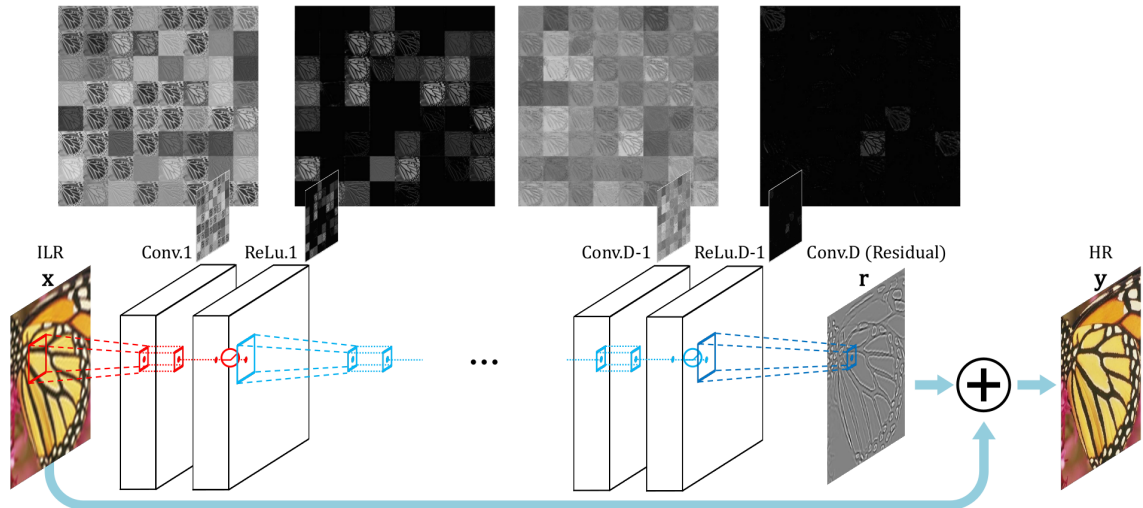 ILR
x
Conv.1
ReLu.1
Conv.D-1
ReLu.D-1
Conv.D (Residual)
r
HR
y